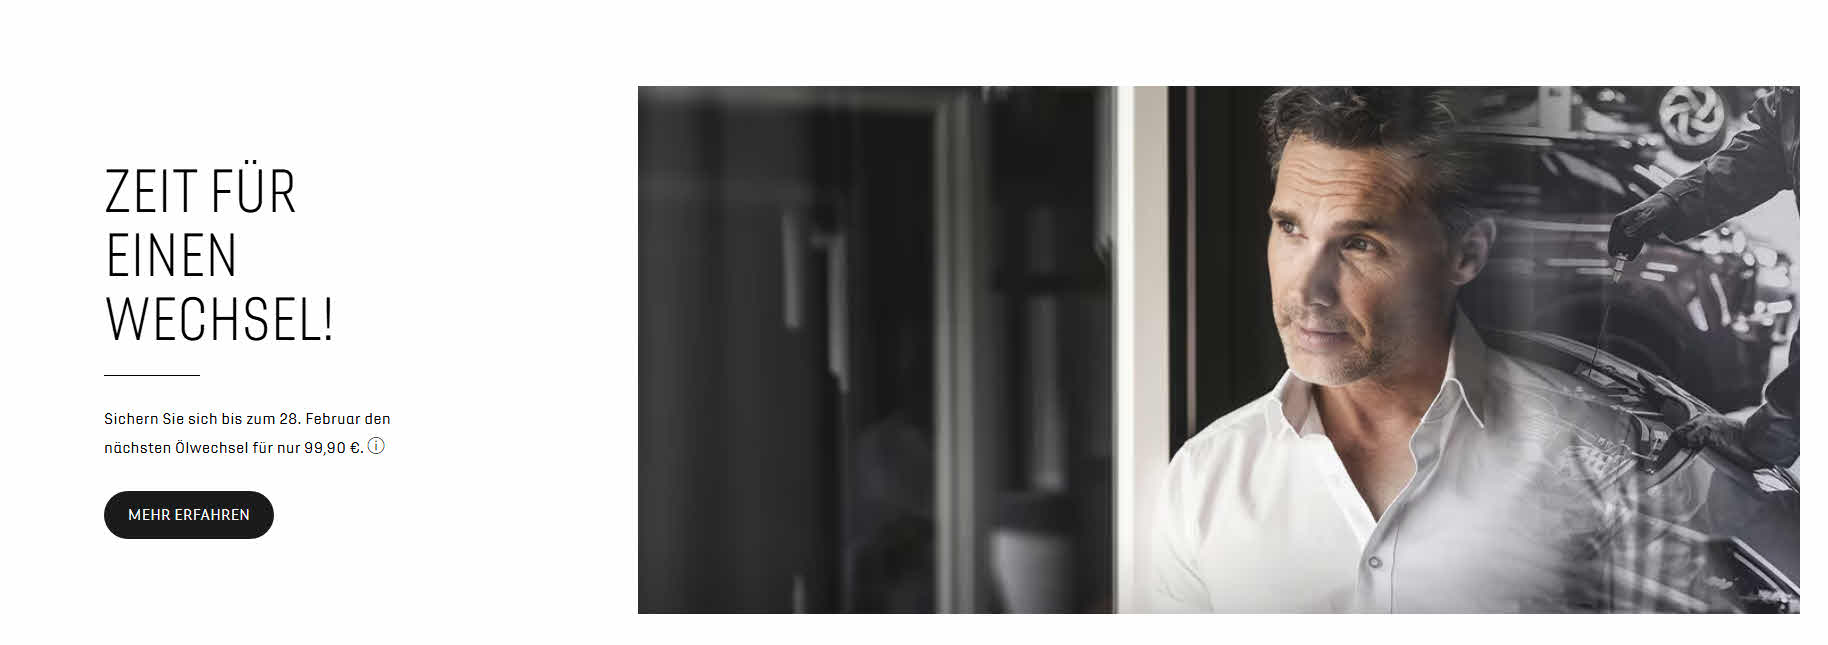 ZEIT FÜR
EINEN
WECHSEL!
Sichern Sie sich bis zum 28. Februar den
nächsten Ölwechsel für nur 99,90 €. ⓘ
MEHR ERFAHREN